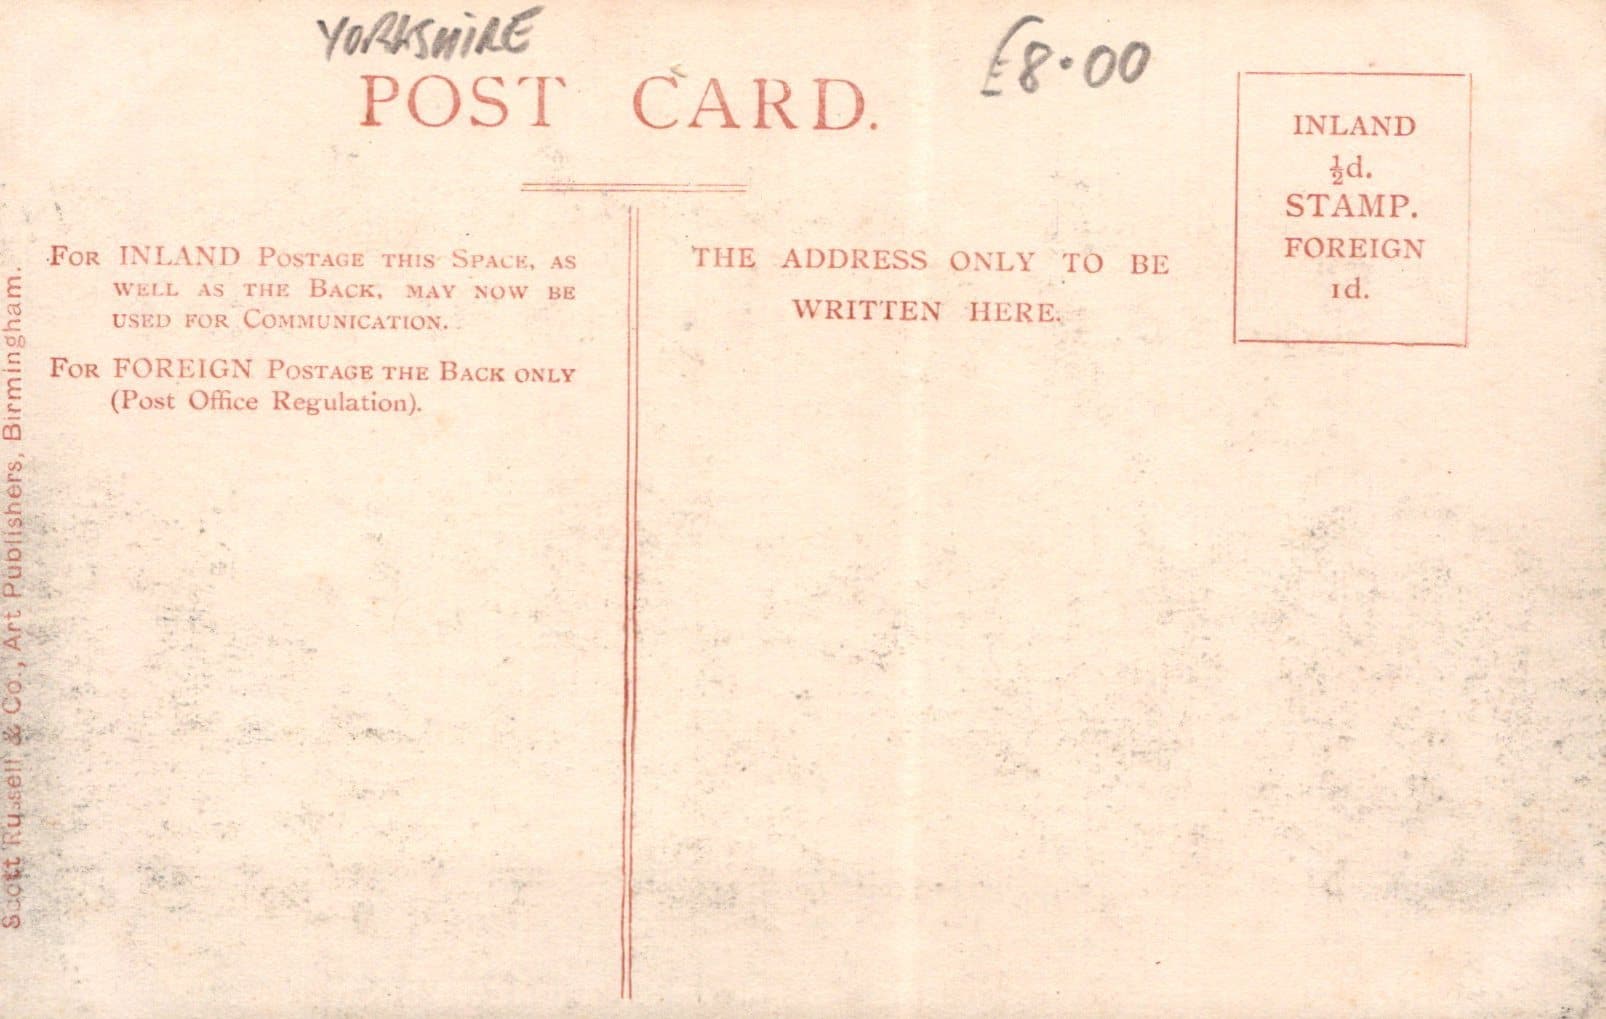 YORKSHIRE
£8.00
POST CARD.
INLAND
½d.
STAMP.
FOREIGN
1d.
FOR INLAND POSTAGE THIS SPACE, AS
WELL AS THE BACK, MAY NOW BE
USED FOR COMMUNICATION.
FOR FOREIGN POSTAGE THE BACK ONLY
(Post Office Regulation).
THE ADDRESS ONLY TO BE
WRITTEN HERE.
Scott Russell & Co., Art Publishers, Birmingham.